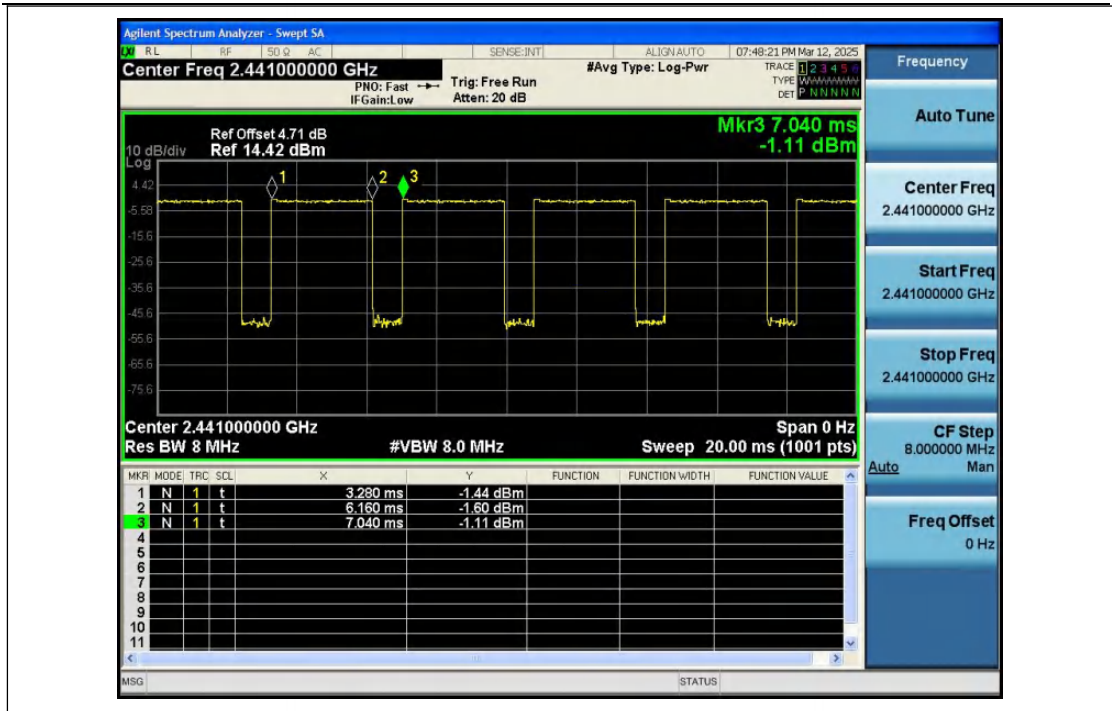 Agilent Spectrum Analyzer - Swept SA
RL RF 50 Ω AC SENSE:INT ALIGN AUTO 07:48:21 PM Mar 12, 2025
Center Freq 2.441000000 GHz #Avg Type: Log-Pwr TRACE 1 2 3 4 5 6
PNO: Fast Trig: Free Run TYPE
IFGain:Low Atten: 20 dB DET P N N N N N
Mkr3 7.040 ms
Ref Offset 4.71 dB
10 dB/div Ref 14.42 dBm -1.11 dBm
Log
1 2 3
4.42
-5.58
-15.6
-25.6
-35.6
-45.6
-55.6
-65.6
-75.6
Center 2.441000000 GHz Span 0 Hz
Res BW 8 MHz #VBW 8.0 MHz Sweep 20.00 ms (1001 pts)
MKR MODE TRC SCL X Y FUNCTION FUNCTION WIDTH FUNCTION VALUE
1 N 1 t 3.280 ms -1.44 dBm
2 N 1 t 6.160 ms -1.60 dBm
3 N 1 t 7.040 ms -1.11 dBm
4
5
6
7
8
9
10
11
MSG STATUS
Frequency
Auto Tune
Center Freq
2.441000000 GHz
Start Freq
2.441000000 GHz
Stop Freq
2.441000000 GHz
CF Step
8.000000 MHz
Auto Man
Freq Offset
0 Hz